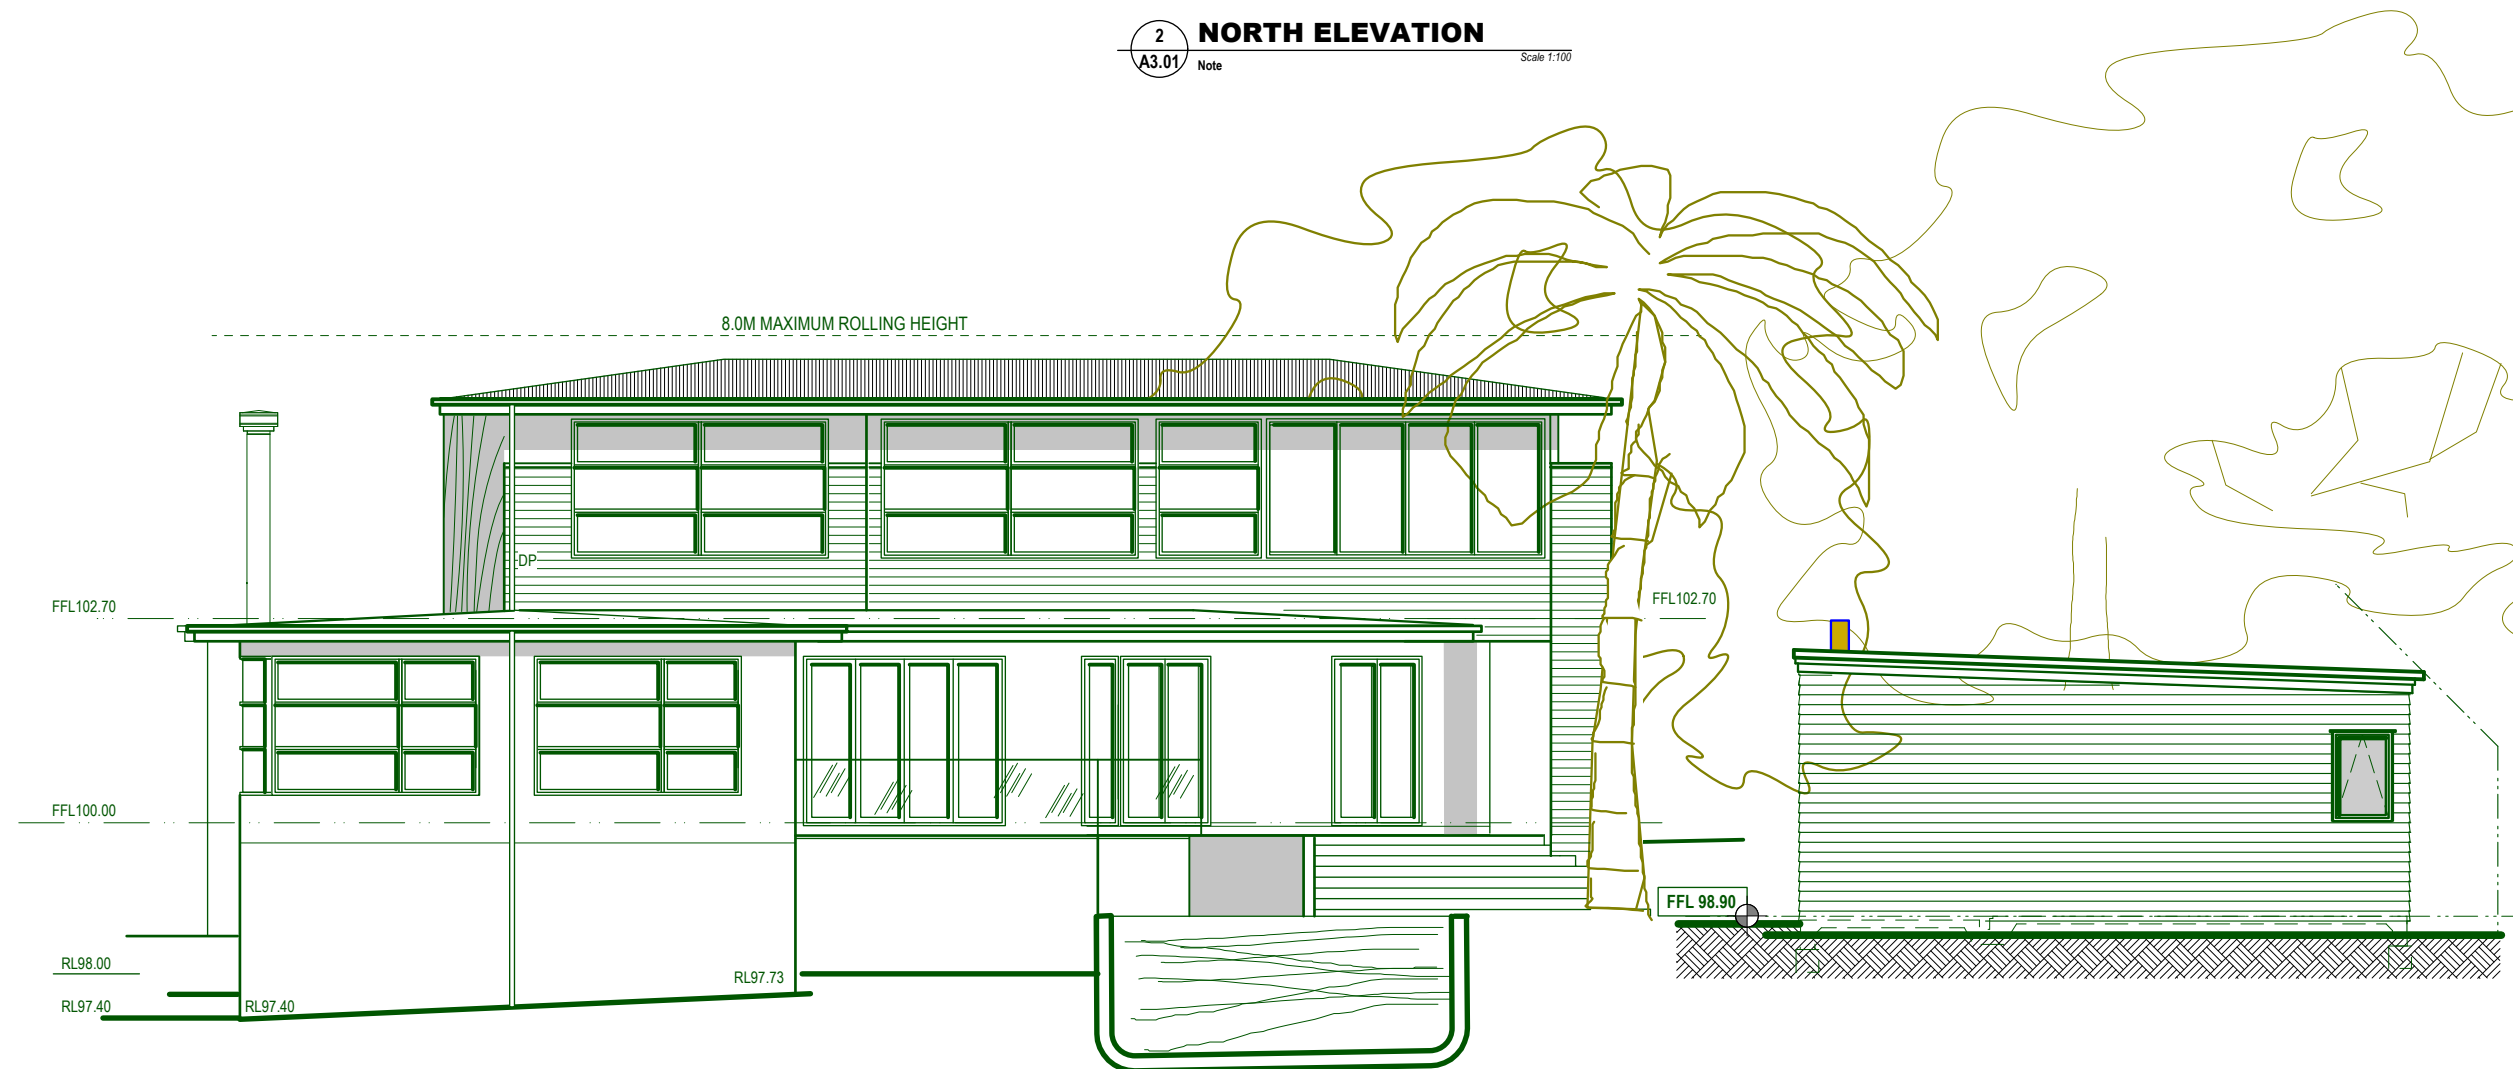 2
NORTH ELEVATION
A3.01
Note
Scale 1:100
8.0M MAXIMUM ROLLING HEIGHT
DP
FFL102.70
FFL102.70
FFL100.00
FFL 98.90
RL98.00
RL97.73
RL97.40
RL97.40